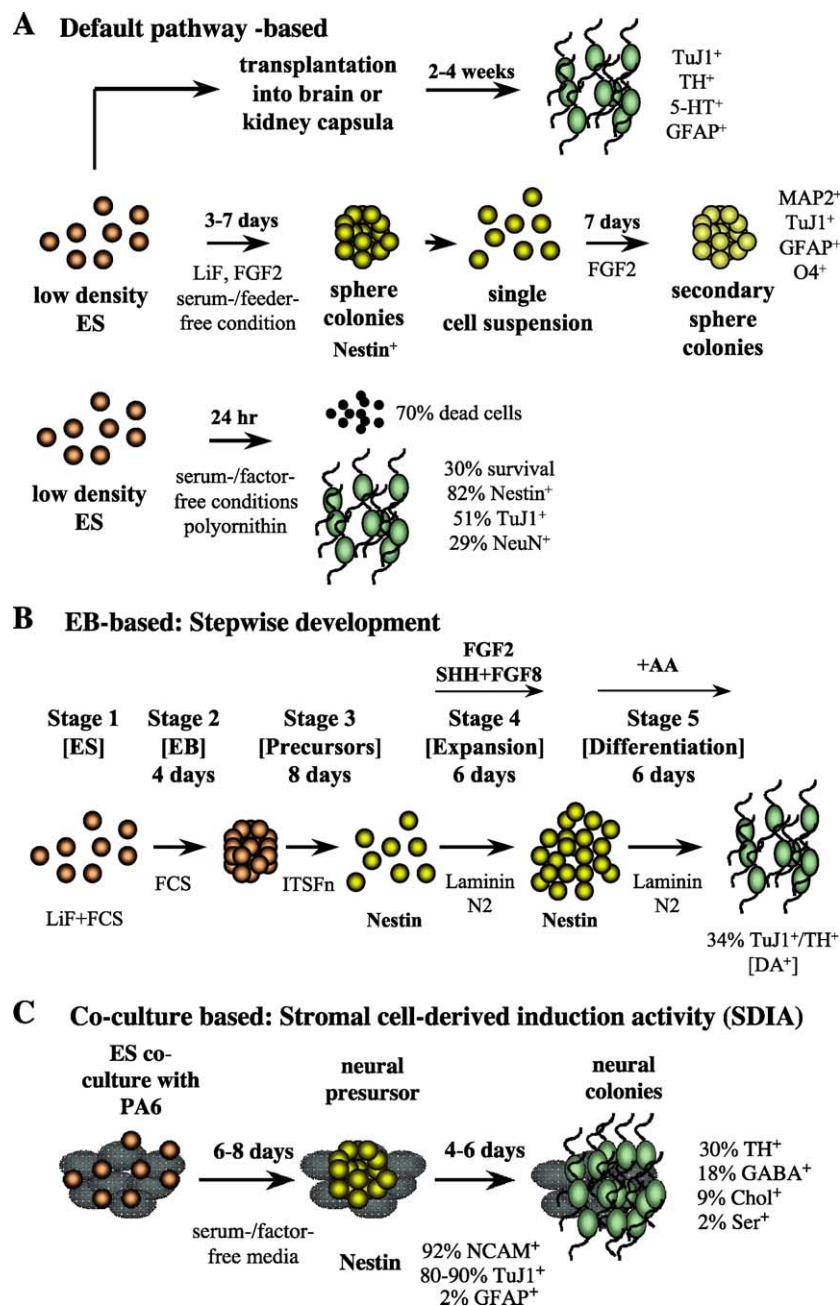 A Default pathway -based
transplantation
into brain or
kidney capsula
2-4 weeks
TuJ1+
TH+
5-HT+
GFAP+
low density
ES
3-7 days
LiF, FGF2
serum-/feeder-
free condition
sphere
colonies
Nestin+
single
cell suspension
7 days
FGF2
secondary
sphere
colonies
MAP2+
TuJ1+
GFAP+
O4+
low density
ES
24 hr
serum-/factor-
free conditions
polyornithin
70% dead cells
30% survival
82% Nestin+
51% TuJ1+
29% NeuN+
B EB-based: Stepwise development
FGF2
SHH+FGF8
+AA
Stage 1
[ES]
Stage 2
[EB]
4 days
Stage 3
[Precursors]
8 days
Stage 4
[Expansion]
6 days
Stage 5
[Differentiation]
6 days
LiF+FCS
FCS
ITSFn
Nestin
Laminin
N2
Nestin
Laminin
N2
34% TuJ1+/TH+
[DA+]
C Co-culture based: Stromal cell-derived induction activity (SDIA)
ES co-
culture with
PA6
6-8 days
serum-/factor-
free media
neural
presursor
Nestin
4-6 days
92% NCAM+
80-90% TuJ1+
2% GFAP+
neural
colonies
30% TH+
18% GABA+
9% Chol+
2% Ser+